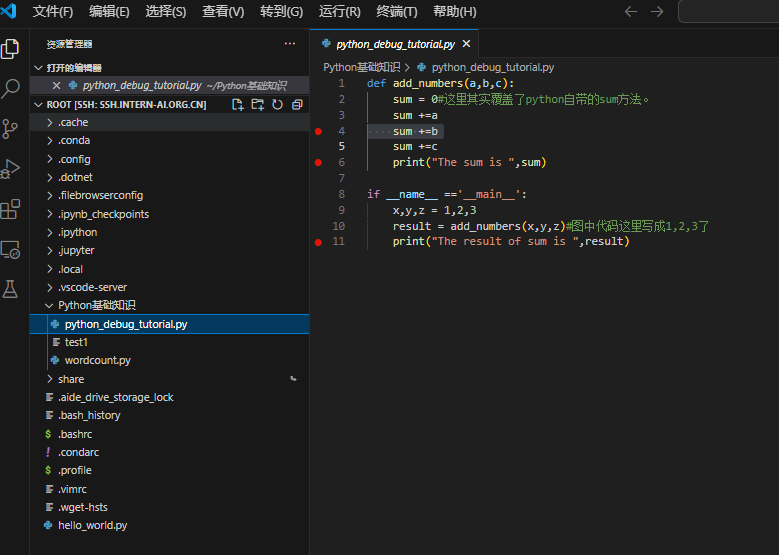 文件(F) 编辑(E) 选择(S) 查看(V) 转到(G) 运行(R) 终端(T) 帮助(H)
资源管理器
打开的编辑器
python_debug_tutorial.py ~/Python基础知识
ROOT [SSH: SSH.INTERN-AI.ORG.CN]
.cache
.conda
.config
.dotnet
.filebrowserconfig
.ipynb_checkpoints
.ipython
.jupyter
.local
.vscode-server
Python基础知识
python_debug_tutorial.py
test1
wordcount.py
share
.aide_drive_storage_lock
.bash_history
.bashrc
.condarc
.profile
.vimrc
.wget-hsts
hello_world.py
python_debug_tutorial.py
Python基础知识 > python_debug_tutorial.py
1 def add_numbers(a,b,c):
2 sum = 0#这里其实覆盖了python自带的sum方法。
3 sum +=a
4 sum +=b
5 sum +=c
6 print("The sum is ",sum)
7
8 if __name__ =='__main__':
9 x,y,z = 1,2,3
10 result = add_numbers(x,y,z)#图中代码这里写成1,2,3了
11 print("The result of sum is ",result)